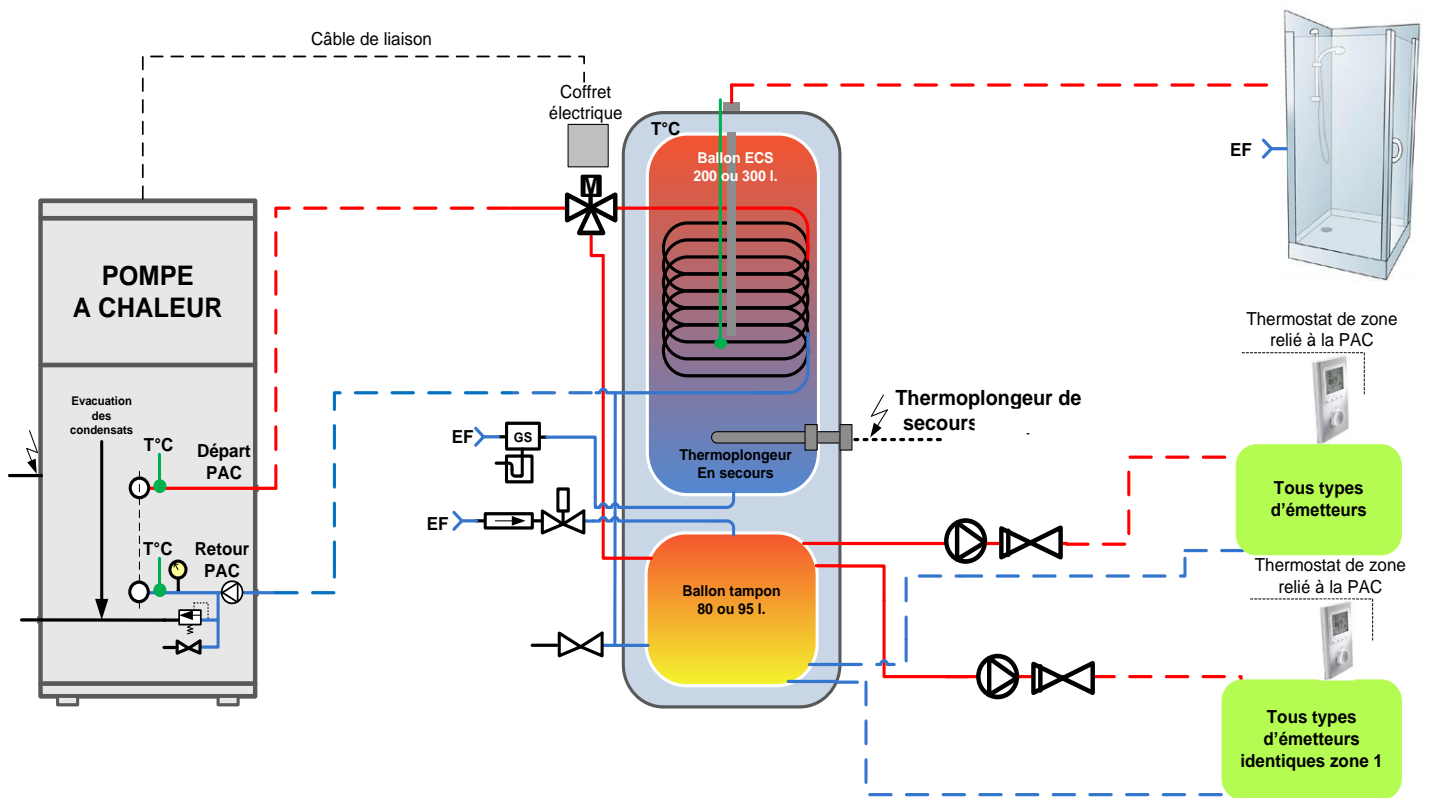 Câble de liaison
Coffret
électrique
M
T°C
Ballon ECS
200 ou 300 l.
EF
POMPE
A CHALEUR
Thermostat de zone
relié à la PAC
Evacuation
des
condensats
T°C
Départ
PAC
EF
GS
Thermoplongeur de
secours
Thermoplongeur
En secours
Tous types
d'émetteurs
EF
T°C
Retour
PAC
Ballon tampon
80 ou 95 l.
Thermostat de zone
relié à la PAC
Tous types
d'émetteurs
identiques zone 1